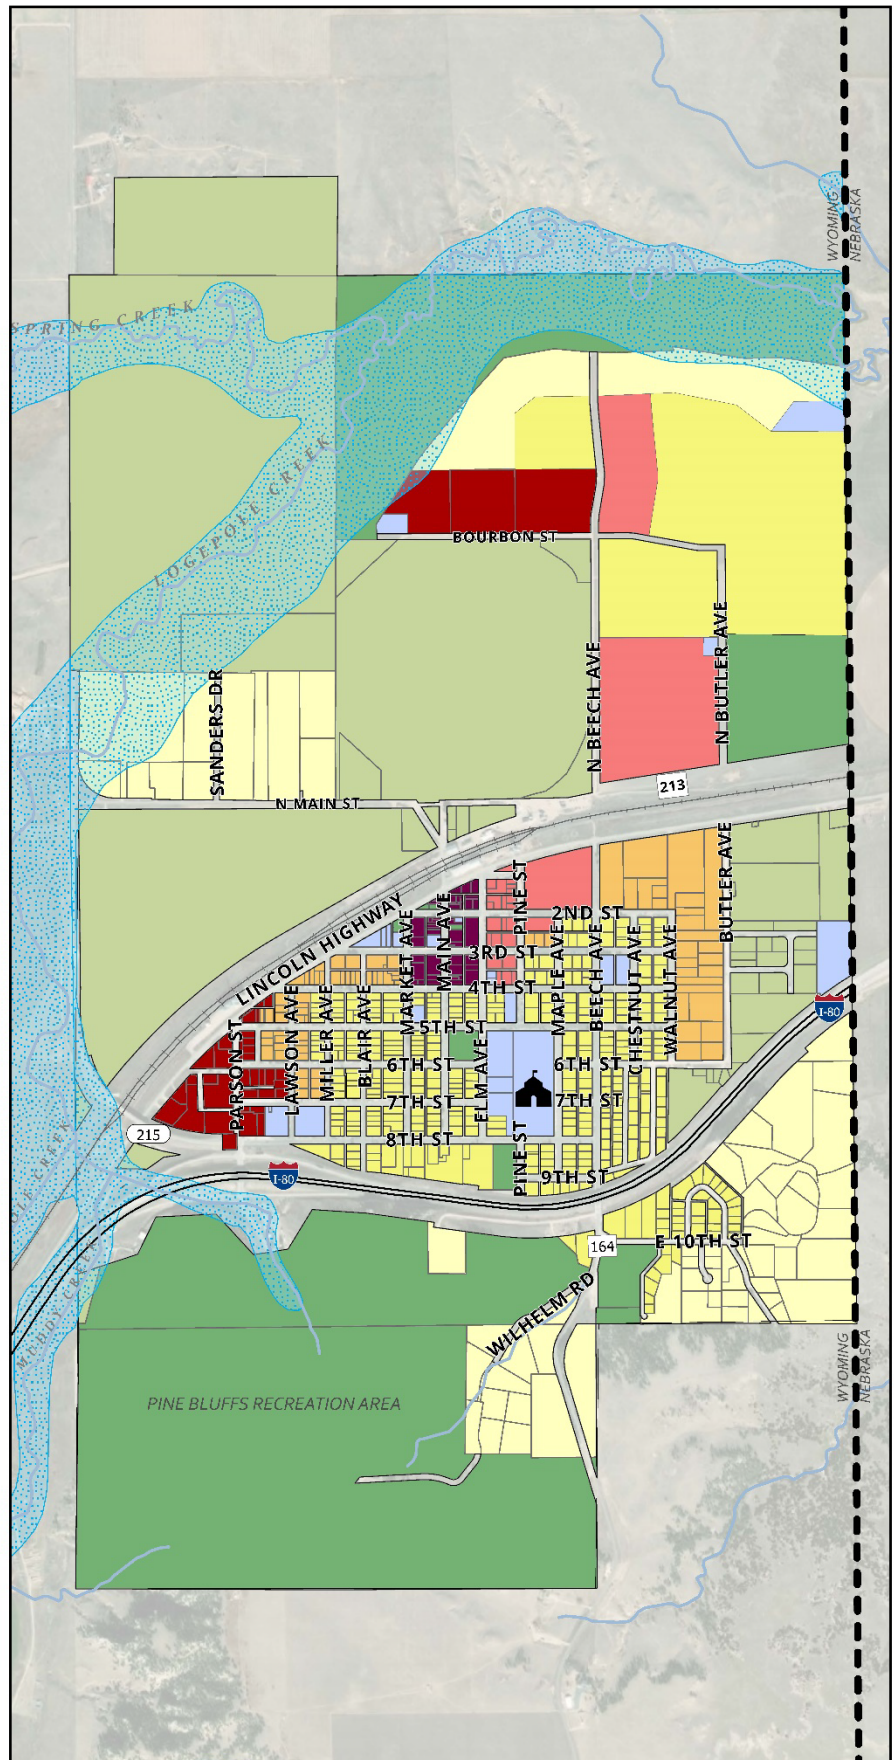 WYOMING
NEBRASKA
SPRING CREEK
LODGEPOLE CREEK
BOURBON ST
N BUTLER AVE
N BEECH AVE
SANDERS DR
213
N MAIN ST
LINCOLN HIGHWAY
PINE ST
BUTLER AVE
2ND ST
MARKET AVE
MAIN AVE
3RD ST
MAPLE AVE
BEECH AVE
CHESTNUT AVE
WALNUT AVE
4TH ST
I-80
PARSON ST
LAWSON AVE
MILLER AVE
BLAIR AVE
5TH ST
ELM AVE
6TH ST
6TH ST
7TH ST
7TH ST
215
8TH ST
PINE ST
9TH ST
I-80
164
E 10TH ST
MUDDY CREEK
WILHELM RD
WYOMING
NEBRASKA
PINE BLUFFS RECREATION AREA